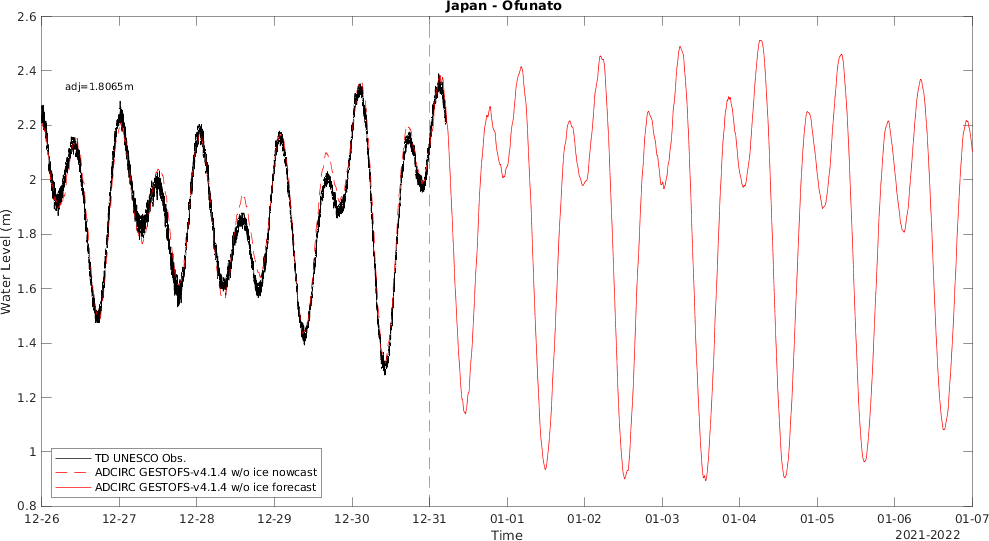 Japan - Ofunato
2.6
2.4
2.2
2
1.8
1.6
1.4
1.2
1
0.8
Water Level (m)
adj=1.8065m
TD UNESCO Obs.
ADCIRC GESTOFS-v4.1.4 w/o ice nowcast
ADCIRC GESTOFS-v4.1.4 w/o ice forecast
12-26 12-27 12-28 12-29 12-30 12-31 01-01 01-02 01-03 01-04 01-05 01-06 01-07
Time
2021-2022